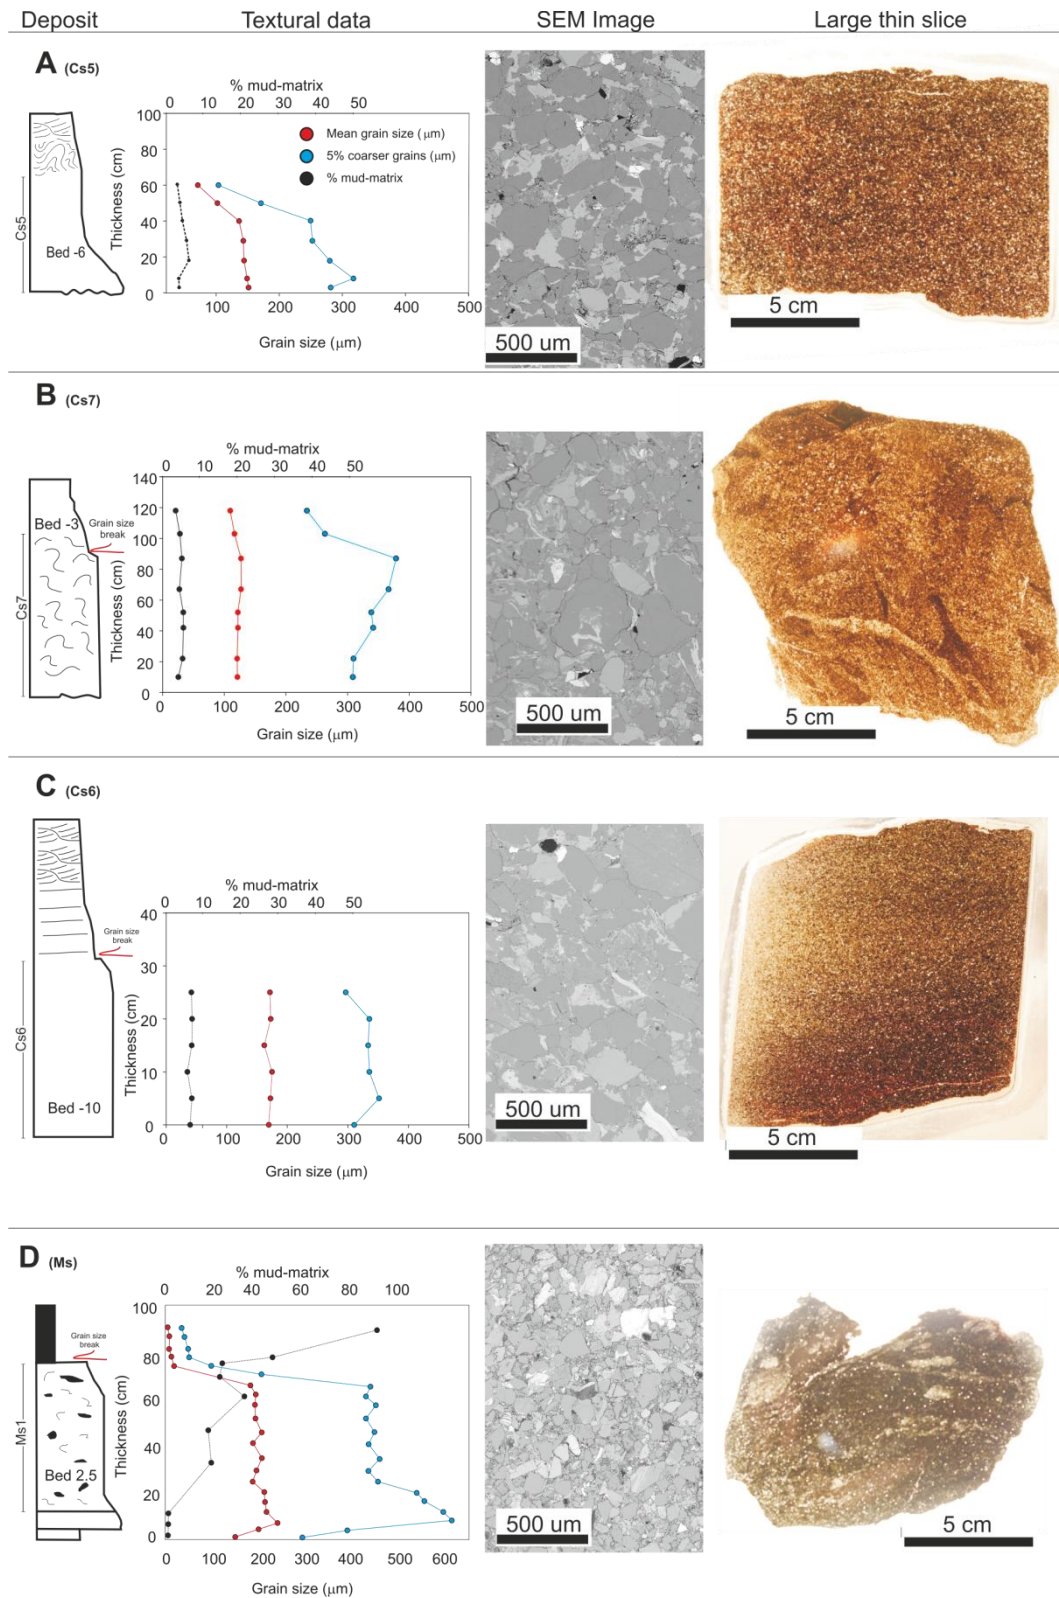 Deposit Textural data SEM Image Large thin slice
A (Cs5)
% mud-matrix
0 10 20 30 40 50
Mean grain size (μm)
5% coarser grains (μm)
% mud-matrix
100
80
60
40
20
0
Thickness (cm)
Cs5
Bed -6
0 100 200 300 400 500
Grain size (μm)
500 um
5 cm
B (Cs7)
% mud-matrix
0 10 20 30 40 50
140
120
100
80
60
40
20
0
Thickness (cm)
Bed -3
Grain size
break
Cs7
0 100 200 300 400 500
Grain size (μm)
500 um
5 cm
C (Cs6)
% mud-matrix
0 10 20 30 40 50
Grain size
break
40
30
20
10
0
Thickness (cm)
Cs6
Bed -10
0 100 200 300 400 500
Grain size (μm)
500 um
5 cm
D (Ms)
% mud-matrix
0 20 40 60 80 100
Grain size
break
100
80
60
40
20
0
Thickness (cm)
Ms1
Bed 2.5
0 100 200 300 400 500 600
Grain size (μm)
500 um
5 cm